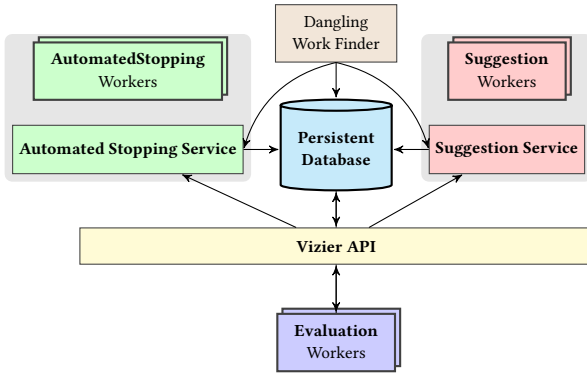 Dangling
Work Finder
AutomatedStopping
Workers
Suggestion
Workers
Automated Stopping Service
Persistent
Database
Suggestion Service
Vizier API
Evaluation
Workers